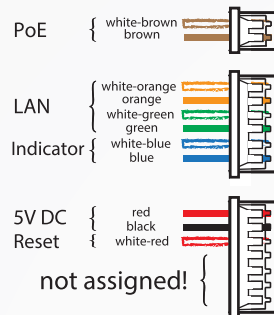 PoE { white-brown
brown
white-orange
LAN { orange
white-green
green
Indicator { white-blue
blue
5V DC { red
black
Reset { white-red
not assigned! {